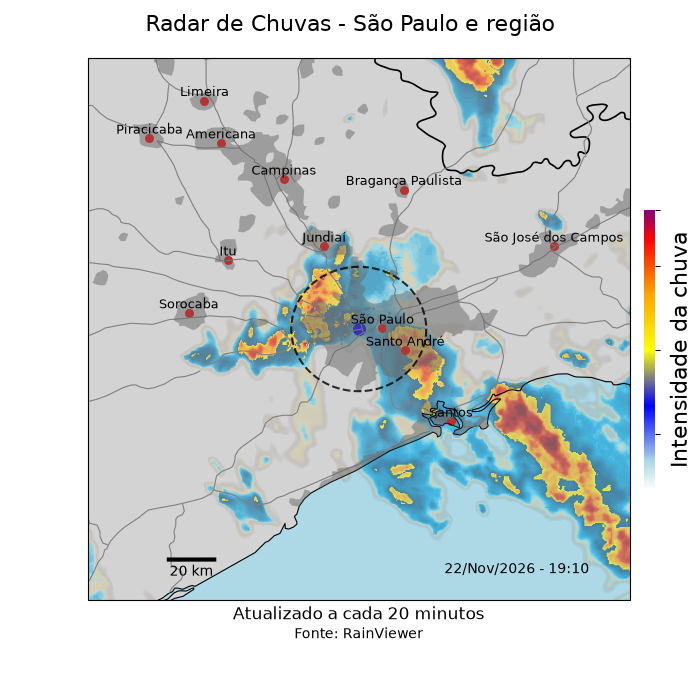 Radar de Chuvas - São Paulo e região
Limeira
Piracicaba
Americana
Campinas
Bragança Paulista
Jundiaí
São José dos Campos
Itu
Sorocaba
São Paulo
Santo André
Santos
Intensidade da chuva
20 km
22/Nov/2026 - 19:10
Atualizado a cada 20 minutos
Fonte: RainViewer